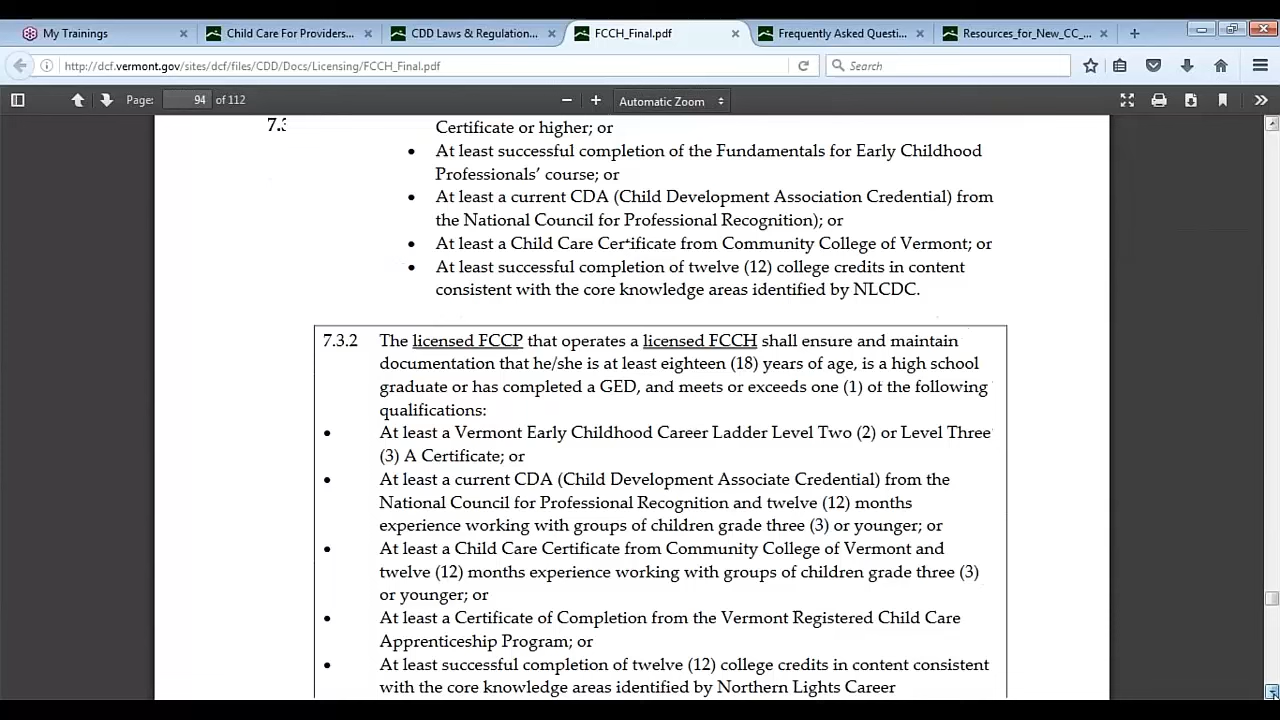 My Trainings
Child Care For Providers...
CDD Laws & Regulation...
FCCH_Final.pdf
Frequently Asked Questi...
Resources_for_New_CC_...
http://dcf.vermont.gov/sites/dcf/files/CDD/Docs/Licensing/FCCH_Final.pdf
Search
Page: 94 of 112
Automatic Zoom
Certificate or higher; or
• At least successful completion of the Fundamentals for Early Childhood
Professionals' course; or
• At least a current CDA (Child Development Association Credential) from
the National Council for Professional Recognition); or
• At least a Child Care Certificate from Community College of Vermont; or
• At least successful completion of twelve (12) college credits in content
consistent with the core knowledge areas identified by NLCDC.
7.3.2 The licensed FCCP that operates a licensed FCCH shall ensure and maintain
documentation that he/she is at least eighteen (18) years of age, is a high school
graduate or has completed a GED, and meets or exceeds one (1) of the following
qualifications:
• At least a Vermont Early Childhood Career Ladder Level Two (2) or Level Three
(3) A Certificate; or
• At least a current CDA (Child Development Associate Credential) from the
National Council for Professional Recognition and twelve (12) months
experience working with groups of children grade three (3) or younger; or
• At least a Child Care Certificate from Community College of Vermont and
twelve (12) months experience working with groups of children grade three (3)
or younger; or
• At least a Certificate of Completion from the Vermont Registered Child Care
Apprenticeship Program; or
• At least successful completion of twelve (12) college credits in content consistent
with the core knowledge areas identified by Northern Lights Career